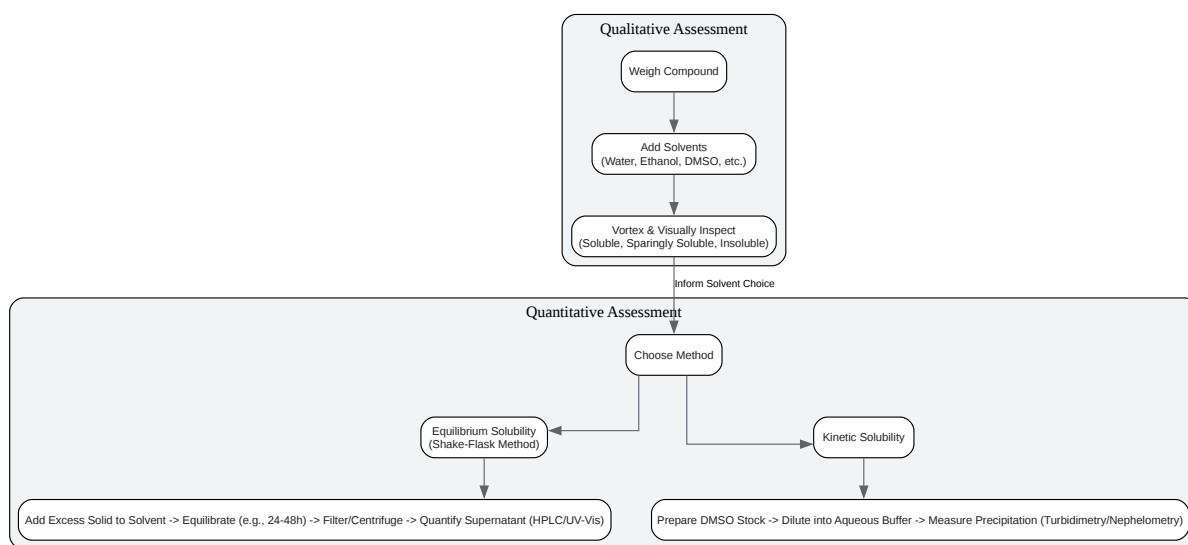 Qualitative Assessment
Weigh Compound
Add Solvents
(Water, Ethanol, DMSO, etc.)
Vortex & Visually Inspect
(Soluble, Sparingly Soluble, Insoluble)
Inform Solvent Choice
Quantitative Assessment
Choose Method
Equilibrium Solubility
(Shake-Flask Method)
Kinetic Solubility
Add Excess Solid to Solvent -> Equilibrate (e.g., 24-48h) -> Filter/Centrifuge -> Quantify Supernatant (HPLC/UV-Vis)
Prepare DMSO Stock -> Dilute into Aqueous Buffer -> Measure Precipitation (Turbidimetry/Nephelometry)